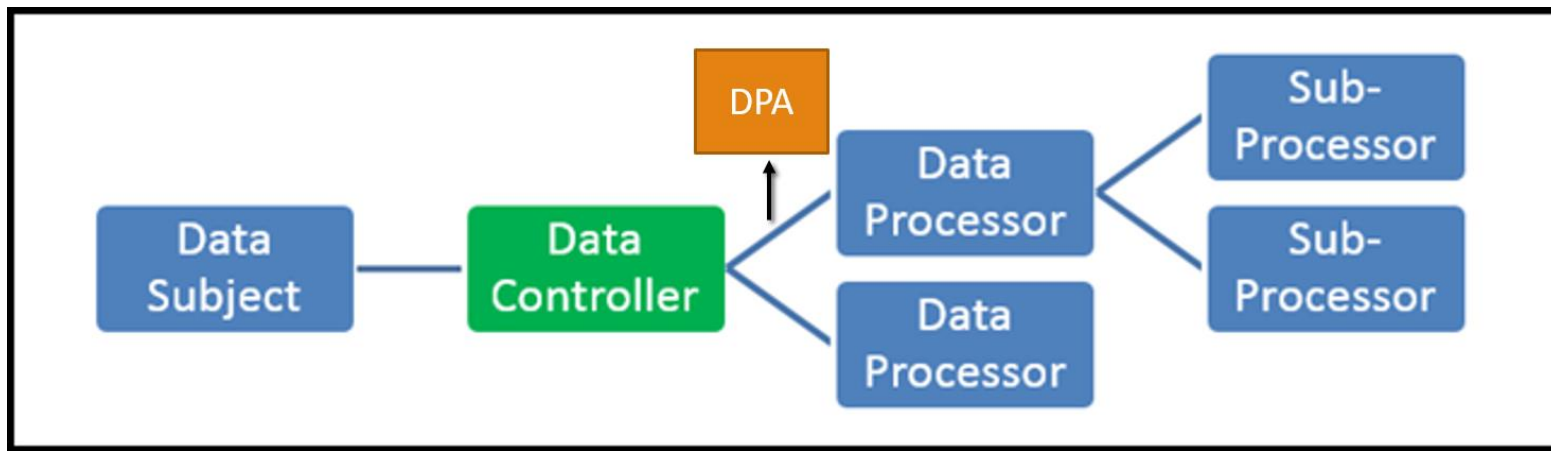 Data
Subject
Data
Controller
DPA
Data
Processor
Data
Processor
Sub-
Processor
Sub-
Processor